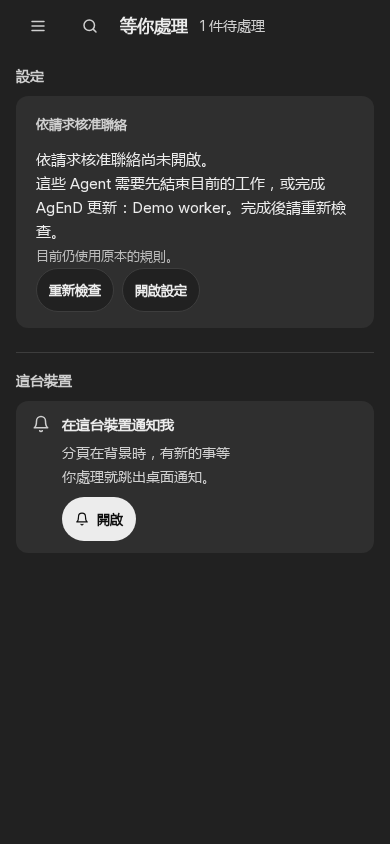 等你處理 1 件待處理
設定
依請求核准聯絡
依請求核准聯絡尚未開啟。
這些 Agent 需要先結束目前的工作，或完成
AgEnD 更新：Demo worker。完成後請重新檢
查。
目前仍使用原本的規則。
重新檢查 開啟設定
這台裝置
在這台裝置通知我
分頁在背景時，有新的事等
你處理就跳出桌面通知。
開啟